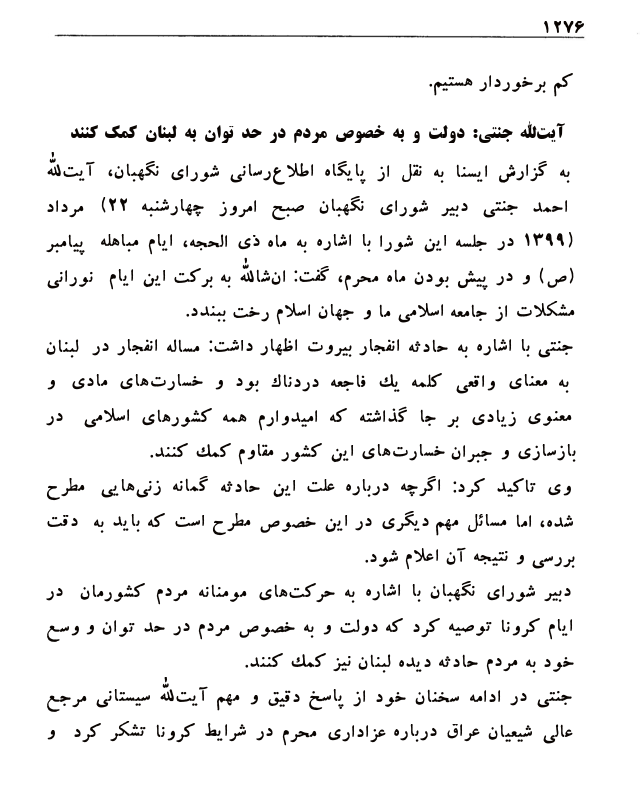 ۱۲۷۶
کم برخوردار هستیم.
آیت‌الله جنتی: دولت و به خصوص مردم در حد توان به لبنان کمک کنند
به گزارش ایسنا به نقل از پایگاه اطلاع‌رسانی شورای نگهبان، آیت‌الله
احمد جنتی دبیر شورای نگهبان صبح امروز چهارشنبه ۲۲) مرداد
(۱۳۹۹ در جلسه این شورا با اشاره به ماه ذی الحجه، ایام مباهله پیامبر
(ص) و در پیش بودن ماه محرم، گفت: ان‌شاالله به برکت این ایام نورانی
مشکلات از جامعه اسلامی ما و جهان اسلام رخت ببندد.
جنتی با اشاره به حادثه انفجار بیروت اظهار داشت: مساله انفجار در لبنان
به معنای واقعی کلمه یك فاجعه دردناك بود و خسارت‌های مادی و
معنوی زیادی بر جا گذاشته که امیدوارم همه کشورهای اسلامی در
بازسازی و جبران خسارت‌های این کشور مقاوم کمك کنند.
وی تاکید کرد: اگرچه درباره علت این حادثه گمانه زنی‌هایی مطرح
شده، اما مسائل مهم دیگری در این خصوص مطرح است که باید به دقت
بررسی و نتیجه آن اعلام شود.
دبیر شورای نگهبان با اشاره به حرکت‌های مومنانه مردم کشورمان در
ایام کرونا توصیه کرد که دولت و به خصوص مردم در حد توان و وسع
خود به مردم حادثه دیده لبنان نیز کمك کنند.
جنتی در ادامه سخنان خود از پاسخ دقیق و مهم آیت‌الله سیستانی مرجع
عالی شیعیان عراق درباره عزاداری محرم در شرایط کرونا تشکر کرد و